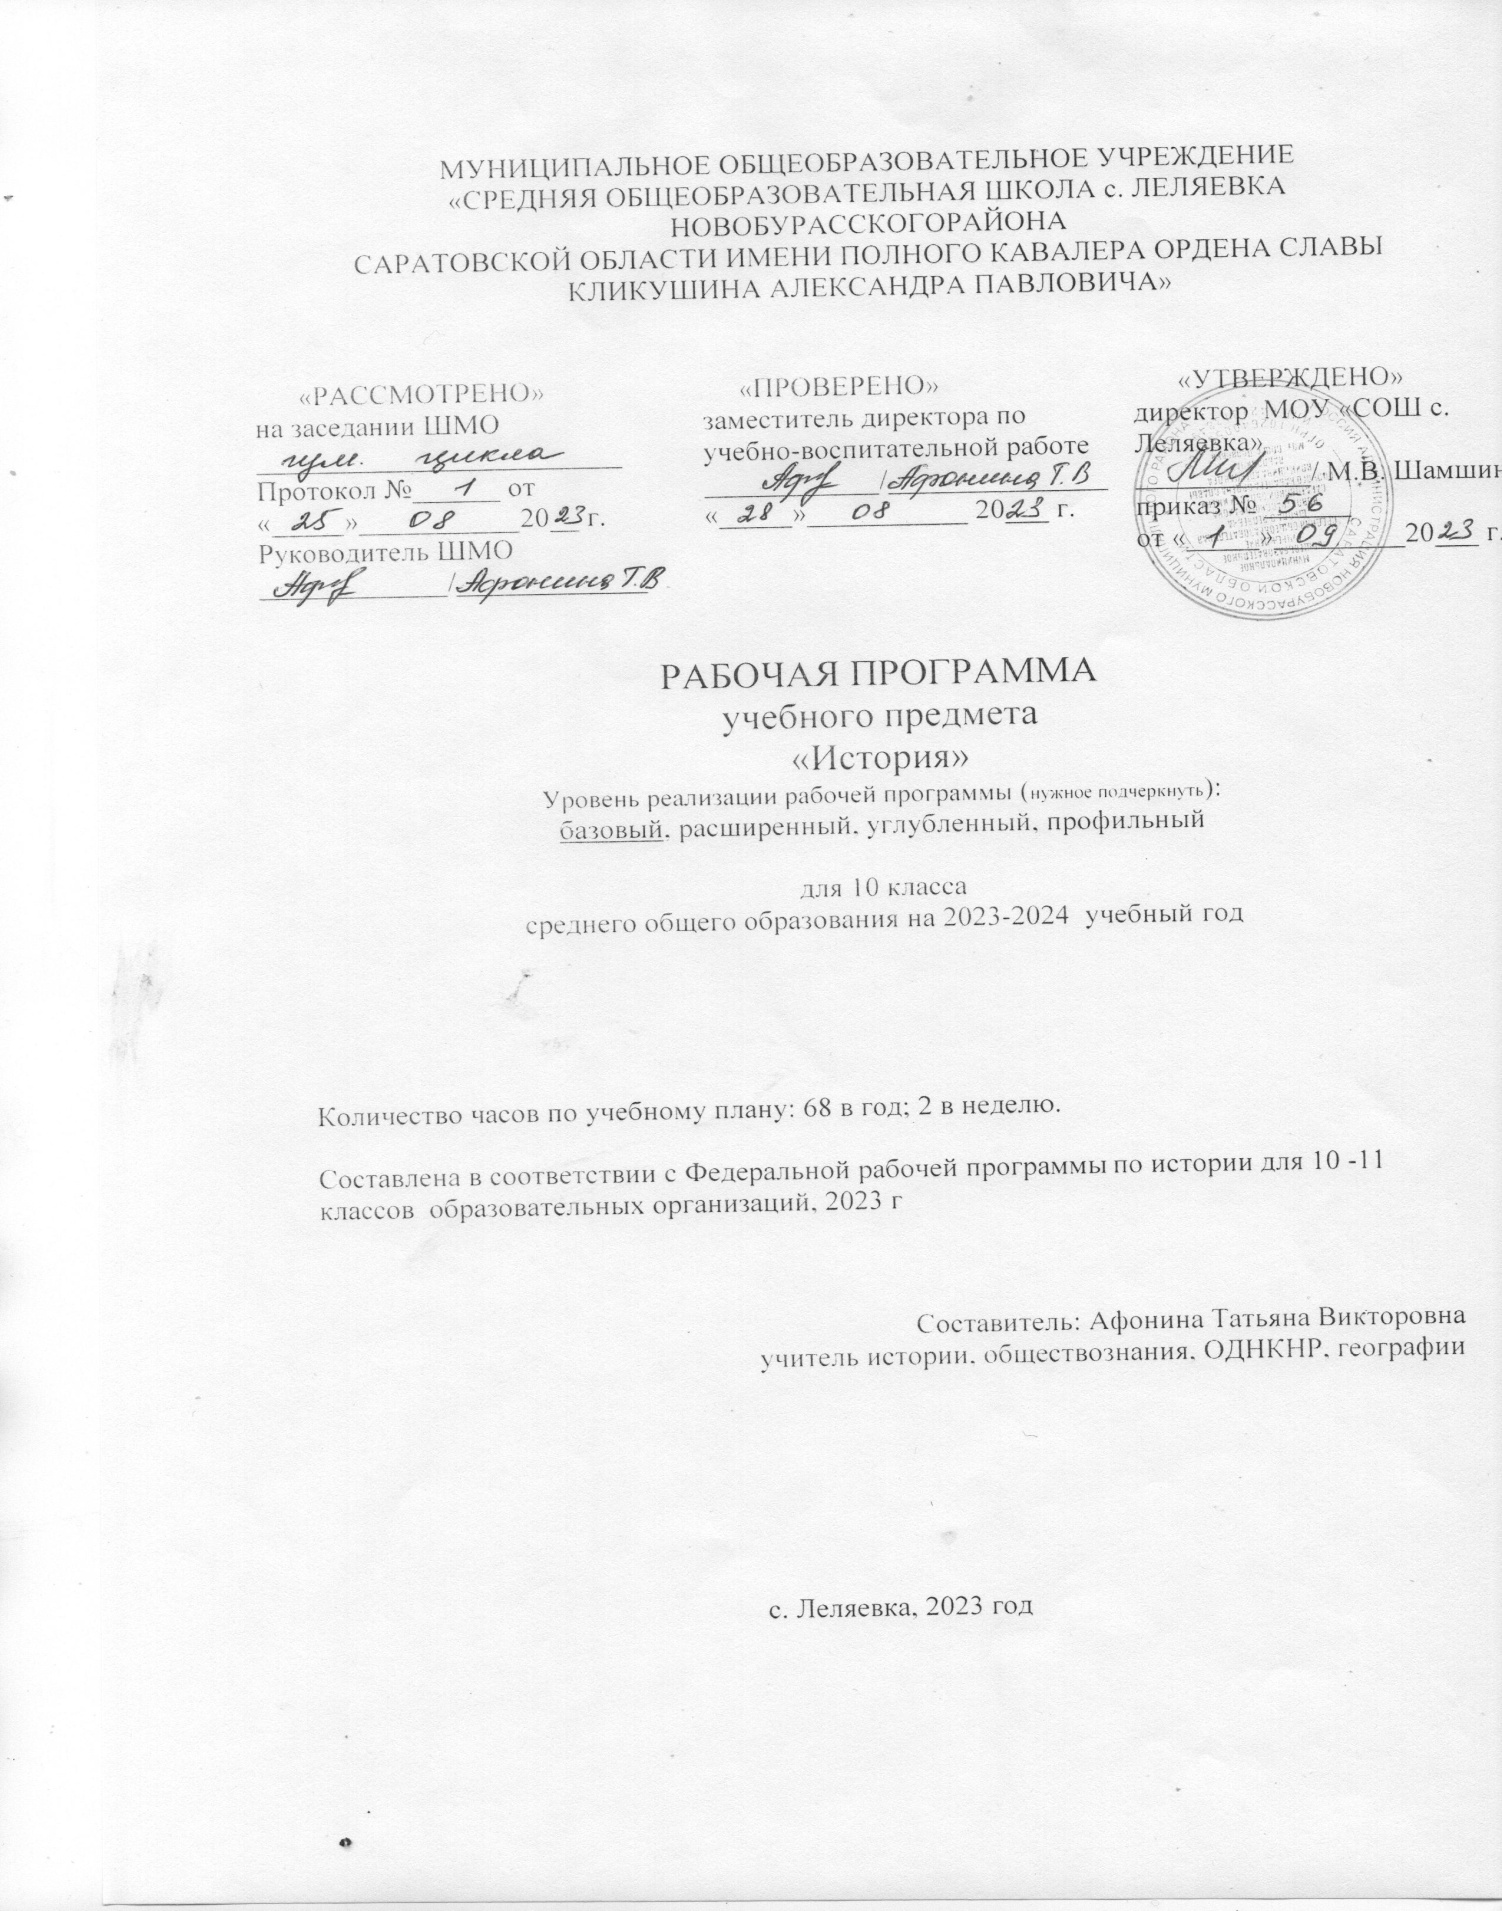 МУНИЦИПАЛЬНОЕ ОБЩЕОБРАЗОВАТЕЛЬНОЕ УЧРЕЖДЕНИЕ
«СРЕДНЯЯ ОБЩЕОБРАЗОВАТЕЛЬНАЯ ШКОЛА с. ЛЕЛЯЕВКА
НОВОБУРАССКОГОРАЙОНА
САРАТОВСКОЙ ОБЛАСТИ ИМЕНИ ПОЛНОГО КАВАЛЕРА ОРДЕНА СЛАВЫ
КЛИКУШИНА АЛЕКСАНДРА ПАВЛОВИЧА»
«РАССМОТРЕНО»
на заседании ШМО
гум. цикла
Протокол № 1 от
« 25 » 08 2023г.
Руководитель ШМО
/Афонина Т.В
«ПРОВЕРЕНО»
заместитель директора по
учебно-воспитательной работе
/Афонина Т.В
« 28 » 08 2023 г.
«УТВЕРЖДЕНО»
директор МОУ «СОШ с.
Леляевка»
/ М.В. Шамшин
приказ № 56
от « 1 » 09 2023 г.
РАБОЧАЯ ПРОГРАММА
учебного предмета
«История»
Уровень реализации рабочей программы (нужное подчеркнуть):
базовый, расширенный, углубленный, профильный
для 10 класса
среднего общего образования на 2023-2024 учебный год
Количество часов по учебному плану: 68 в год; 2 в неделю.
Составлена в соответствии с Федеральной рабочей программы по истории для 10 -11
классов образовательных организаций, 2023 г
Составитель: Афонина Татьяна Викторовна
учитель истории, обществознания, ОДНКНР, географии
с. Леляевка, 2023 год